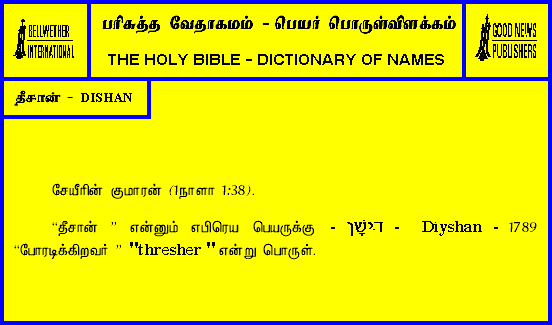 BELLWETHER
INTERNATIONAL
பரிசுத்த வேதாகமம் - பெயர் பொருள்விளக்கம்
THE HOLY BIBLE - DICTIONARY OF NAMES
GOOD NEWS
PUBLISHERS
தீசான் - DISHAN
சேயீரின் குமாரன் (1நாளா 1:38).
“தீசான் ” என்னும் எபிரெய பெயருக்கு - דִּישָׁן - Diyshan - 1789
“போரடிக்கிறவர் ” "thresher" என்று பொருள்.